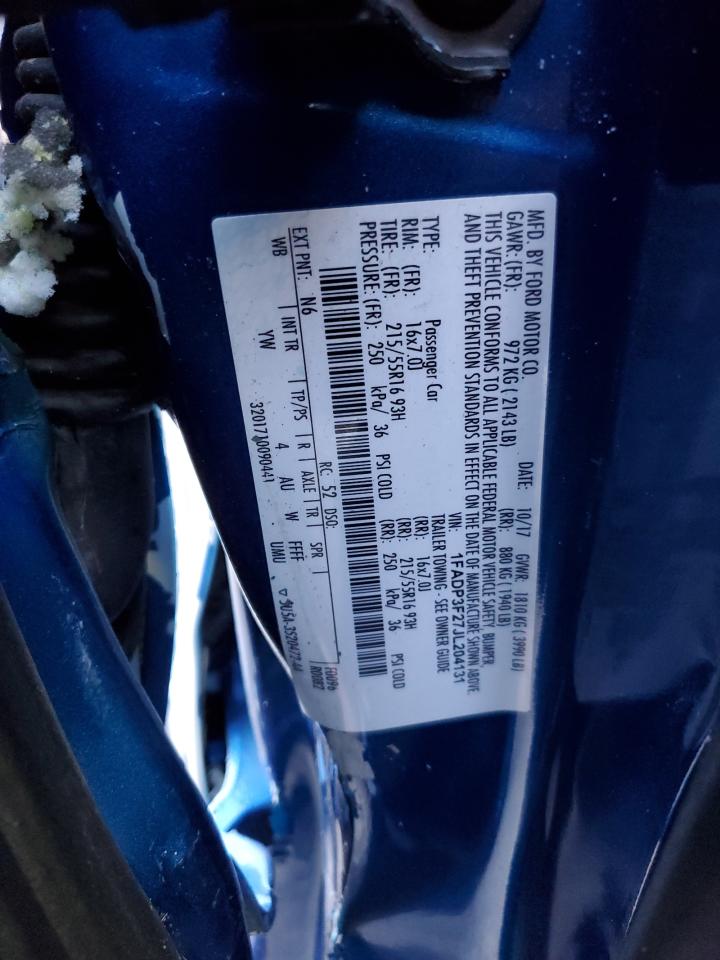 MFD. BY FORD MOTOR CO.
DATE: 10/17 GVWR: 1810 KG ( 3990 LB)
GAWR: (FR): 972 KG ( 2143 LB) (RR): 880 KG ( 1940 LB)
THIS VEHICLE CONFORMS TO ALL APPLICABLE FEDERAL MOTOR VEHICLE SAFETY, BUMPER
AND THEFT PREVENTION STANDARDS IN EFFECT ON THE DATE OF MANUFACTURE SHOWN ABOVE.
VIN: 1FADP3F27JL204131
TYPE: Passenger Car TRAILER TOWING - SEE OWNER GUIDE
RIM: (FR): 16x7.0J (RR): 16x7.0J
TIRE: (FR): 215/55R16 93H (RR): 215/55R16 93H
PRESSURE: (FR): 250 kPa/ 36 PSI COLD (RR): 250 kPa/ 36 PSI COLD
F0096
R0082
RC: 52 DSO:
EXT PNT: N6
WB INT TR TP/PS R AXLE TR SPR
YW 4 AU W FFFF
UMU